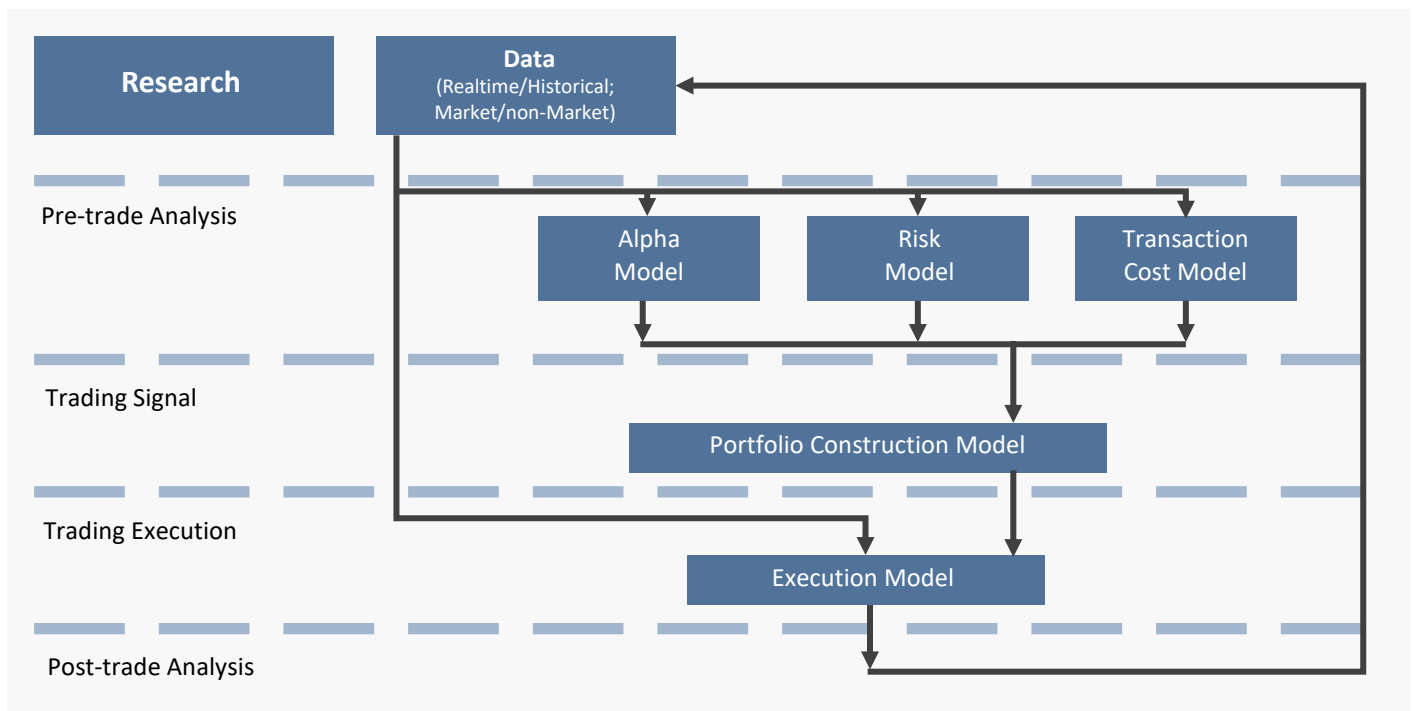 Research
Data
(Realtime/Historical;
Market/non-Market)
Pre-trade Analysis
Alpha
Model
Risk
Model
Transaction
Cost Model
Trading Signal
Portfolio Construction Model
Trading Execution
Execution Model
Post-trade Analysis